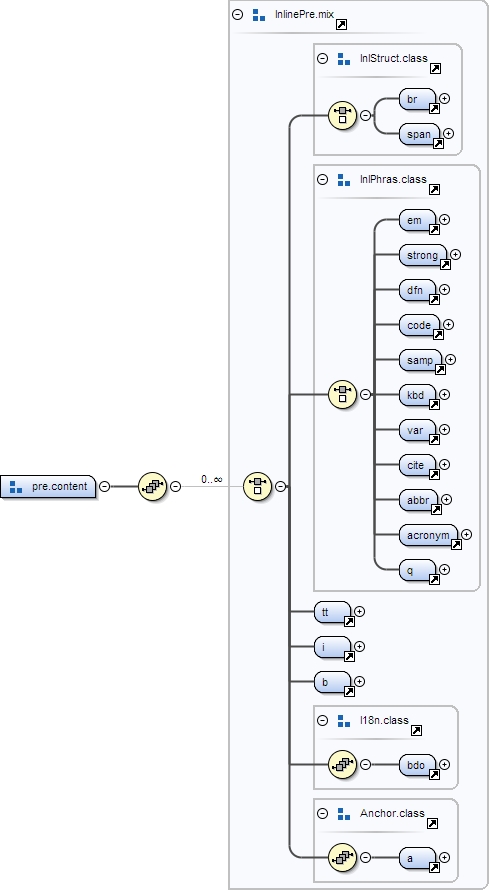 InlinePre.mix
InlStruct.class
br
span
InlPhras.class
em
strong
dfn
code
samp
kbd
var
cite
abbr
acronym
q
pre.content
0..∞
tt
i
b
I18n.class
bdo
Anchor.class
a